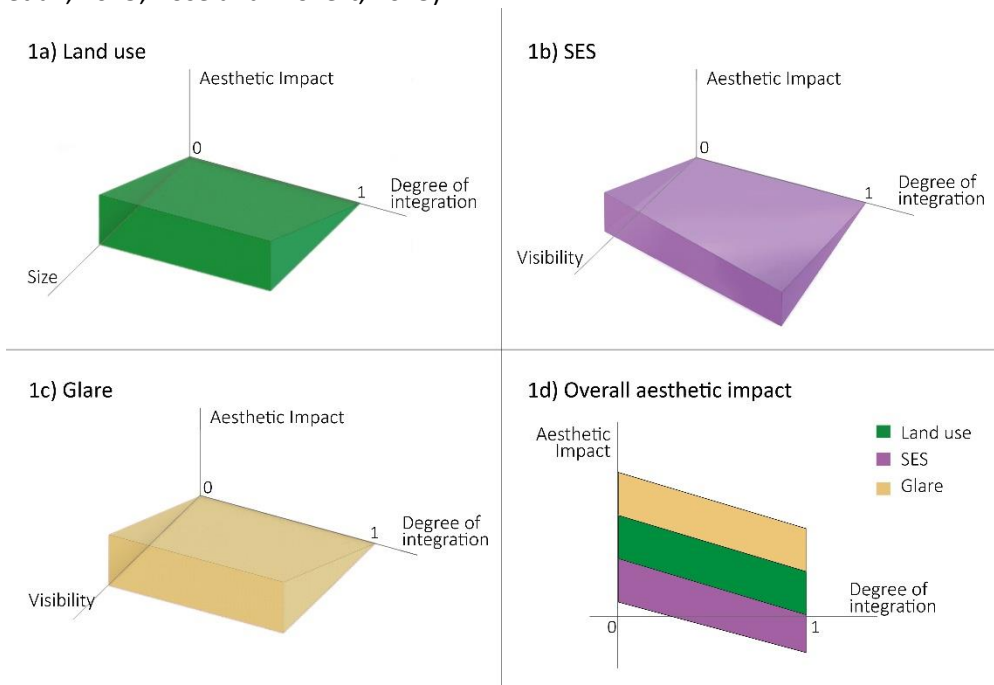 1a) Land use
Aesthetic Impact
0
1
Degree of
integration
Size
1b) SES
Aesthetic Impact
0
1
Degree of
integration
Visibility
1c) Glare
Aesthetic Impact
0
1
Degree of
integration
Visibility
1d) Overall aesthetic impact
Aesthetic
Impact
Land use
SES
Glare
Degree of
integration
0
1